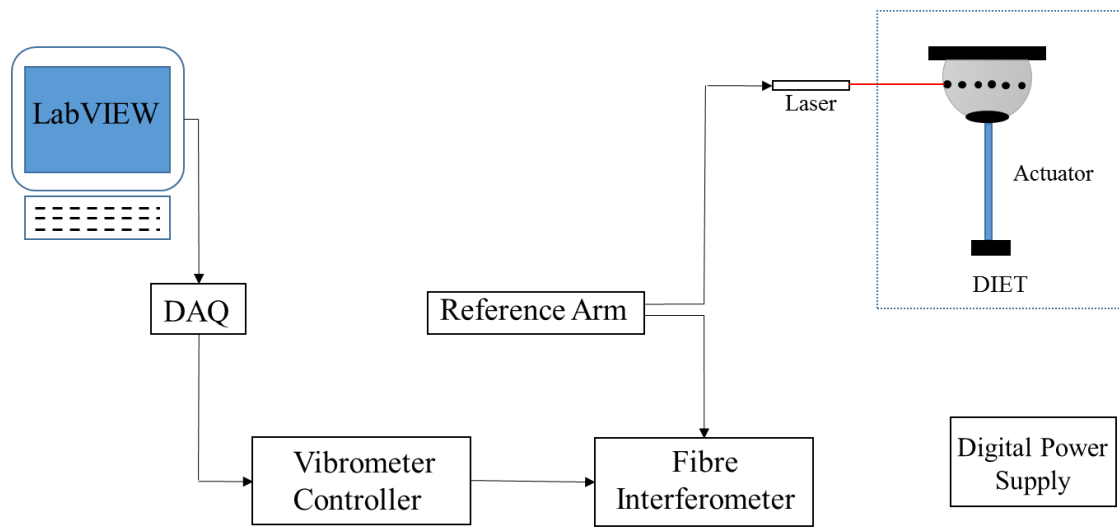 LabVIEW
DAQ
Vibrometer
Controller
Reference Arm
Fibre
Interferometer
Laser
Actuator
DIET
Digital Power
Supply